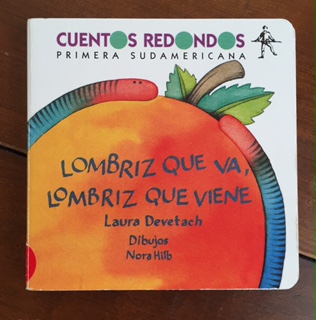 CUENTOS REDONDOS
PRIMERA SUDAMERICANA
LOMBRIZ QUE VA,
LOMBRIZ QUE VIENE
Laura Devetach
Dibujos
Nora Hilb